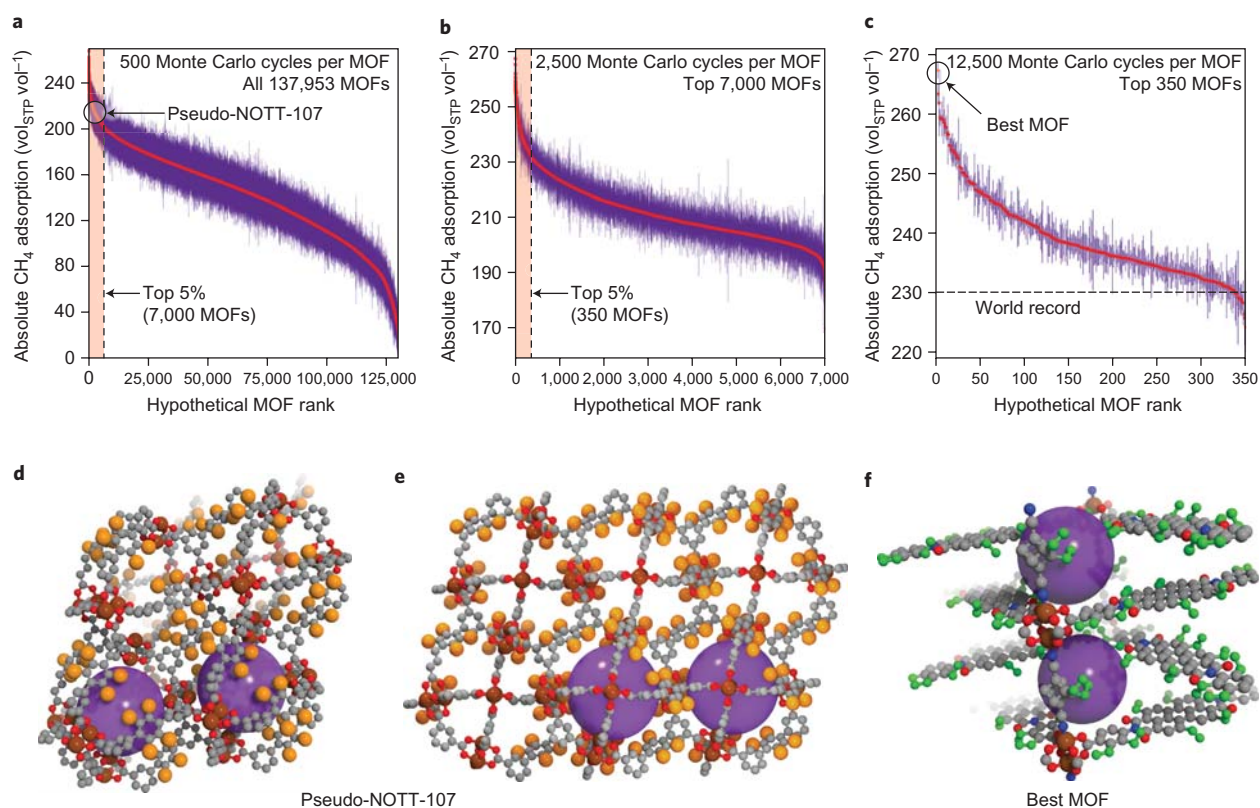 a
500 Monte Carlo cycles per MOF
All 137,953 MOFs
Pseudo-NOTT-107
Top 5%
(7,000 MOFs)
Absolute CH₄ adsorption (vol_STP vol⁻¹)
240
200
160
120
80
40
0
0 25,000 50,000 75,000 100,000 125,000
Hypothetical MOF rank
b
2,500 Monte Carlo cycles per MOF
Top 7,000 MOFs
Top 5%
(350 MOFs)
Absolute CH₄ adsorption (vol_STP vol⁻¹)
270
250
230
210
190
170
0 1,000 2,000 3,000 4,000 5,000 6,000 7,000
Hypothetical MOF rank
c
12,500 Monte Carlo cycles per MOF
Top 350 MOFs
Best MOF
World record
Absolute CH₄ adsorption (vol_STP vol⁻¹)
270
260
250
240
230
220
0 50 100 150 200 250 300 350
Hypothetical MOF rank
d
e
f
Pseudo-NOTT-107
Best MOF